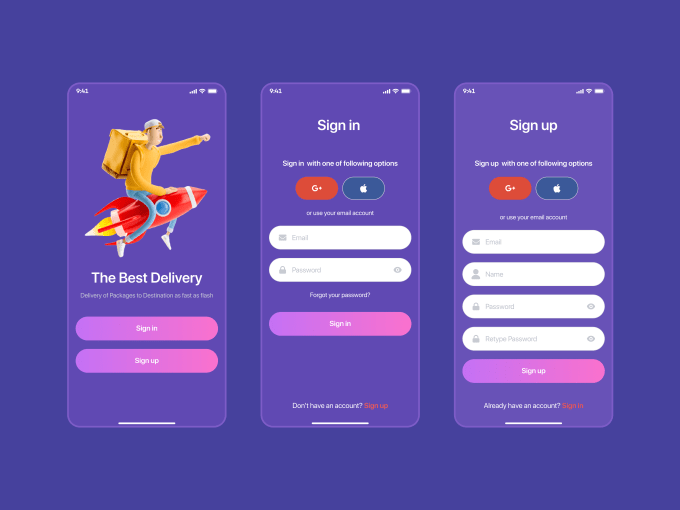 9:41
The Best Delivery
Delivery of Packages to Destination as fast as flash
Sign in
Sign up
9:41
Sign in
Sign in with one of following options
G+
or use your email account
Email
Password
Forgot your password?
Sign in
Don't have an account? Sign up
9:41
Sign up
Sign up with one of following options
G+
or use your email account
Email
Name
Password
Retype Password
Sign up
Already have an account? Sign in